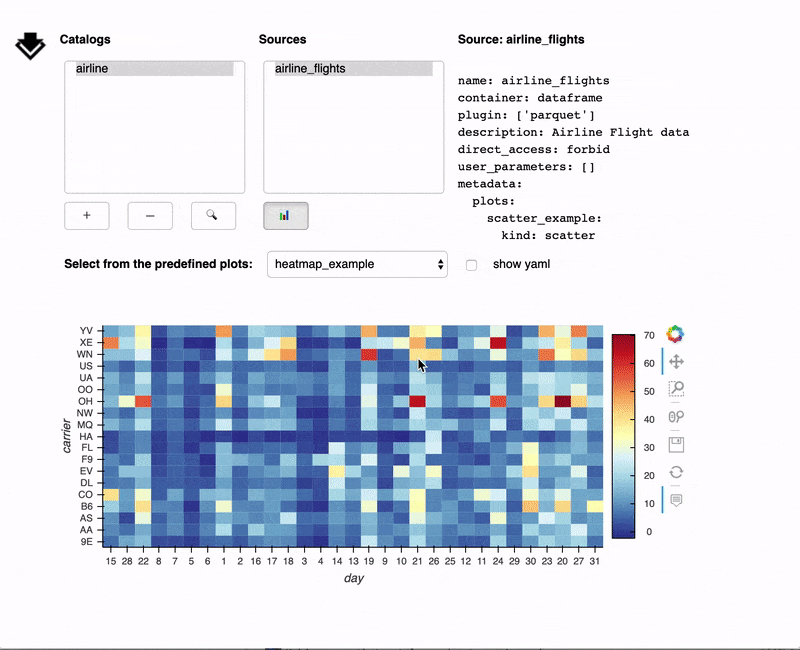 Catalogs
Sources
Source: airline_flights
airline
airline_flights
name: airline_flights
container: dataframe
plugin: ['parquet']
description: Airline Flight data
direct_access: forbid
user_parameters: []
metadata:
plots:
scatter_example:
kind: scatter
+
−
Select from the predefined plots:
heatmap_example
show yaml
YV
XE
WN
US
UA
OO
OH
NW
MQ
HA
FL
F9
EV
DL
CO
B6
AS
AA
9E
carrier
15 28 22 8 7 5 6 1 2 16 17 18 3 4 14 13 19 9 10 21 26 25 12 11 24 29 30 23 20 27 31
day
70
60
50
40
30
20
10
0